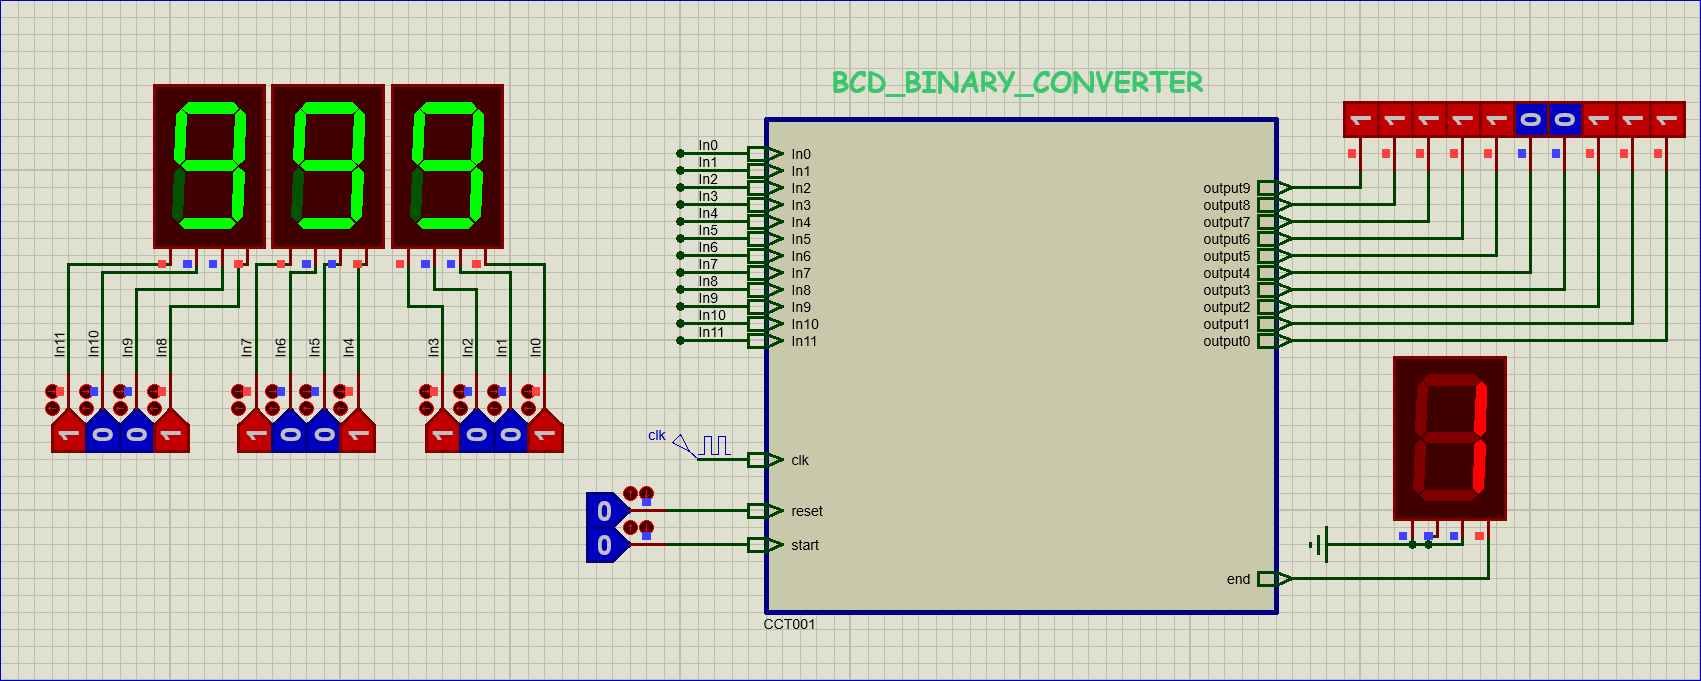 BCD_BINARY_CONVERTER
9 9 9
1 1 1 1 1 0 0 1 1 1
In0 In0
In1 In1
In2 In2
In3 In3
In4 In4
In5 In5
In6 In6
In7 In7
In8 In8
In9 In9
In10 In10
In11 In11
output9
output8
output7
output6
output5
output4
output3
output2
output1
output0
In11 In10 In9 In8 In7 In6 In5 In4 In3 In2 In1 In0
1 0 0 1 1 0 0 1 1 0 0 1
clk clk
0 reset
0 start
1
end
CCT001